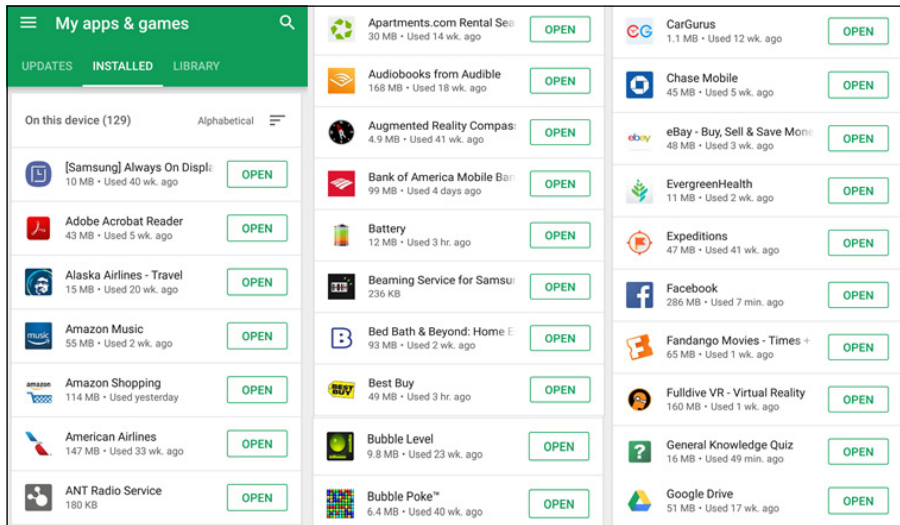 My apps & games
UPDATES INSTALLED LIBRARY
On this device (129) Alphabetical
[Samsung] Always On Displa
10 MB • Used 40 wk. ago
OPEN
Adobe Acrobat Reader
43 MB • Used 5 wk. ago
OPEN
Alaska Airlines - Travel
15 MB • Used 20 wk. ago
OPEN
music
Amazon Music
55 MB • Used 2 wk. ago
OPEN
amazon
Amazon Shopping
114 MB • Used yesterday
OPEN
American Airlines
147 MB • Used 33 wk. ago
OPEN
ANT Radio Service
180 KB
OPEN
Apartments.com Rental Sea
30 MB • Used 14 wk. ago
OPEN
Audiobooks from Audible
168 MB • Used 18 wk. ago
OPEN
Augmented Reality Compass
4.9 MB • Used 41 wk. ago
OPEN
Bank of America Mobile Ban
99 MB • Used 4 days ago
OPEN
Battery
12 MB • Used 3 hr. ago
OPEN
Beaming Service for Samsu
236 KB
OPEN
B
Bed Bath & Beyond: Home E
93 MB • Used 2 wk. ago
OPEN
BEST BUY
Best Buy
49 MB • Used 3 hr. ago
OPEN
Bubble Level
9.8 MB • Used 23 wk. ago
OPEN
Bubble Poke™
6.4 MB • Used 40 wk. ago
OPEN
CG
CarGurus
1.1 MB • Used 12 wk. ago
OPEN
Chase Mobile
45 MB • Used 5 wk. ago
OPEN
ebay
eBay - Buy, Sell & Save Mone
48 MB • Used 3 wk. ago
OPEN
EvergreenHealth
11 MB • Used 2 wk. ago
OPEN
Expeditions
47 MB • Used 41 wk. ago
OPEN
f
Facebook
286 MB • Used 7 min. ago
OPEN
Fandango Movies - Times +
65 MB • Used 1 wk. ago
OPEN
Fulldive VR - Virtual Reality
160 MB • Used 1 wk. ago
OPEN
?
General Knowledge Quiz
16 MB • Used 49 min. ago
OPEN
Google Drive
51 MB • Used 17 wk. ago
OPEN